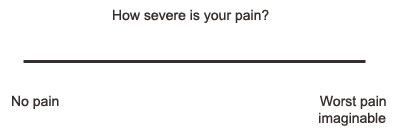 How severe is your pain?
No pain
Worst pain
imaginable